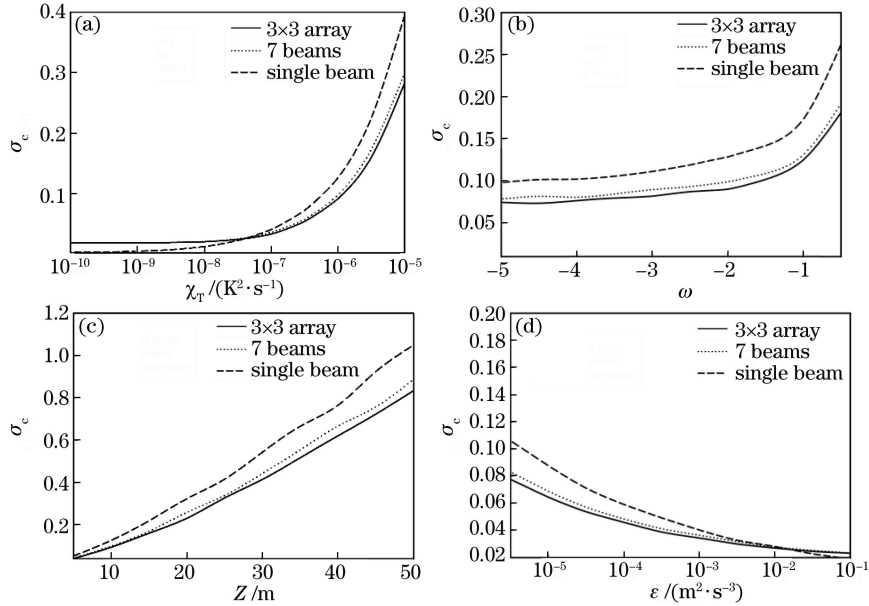 (a)
3×3 array
7 beams
single beam
0.4
0.3
0.2
0.1
σc
10⁻¹⁰ 10⁻⁹ 10⁻⁸ 10⁻⁷ 10⁻⁶ 10⁻⁵
χT /(K²·s⁻¹)
(b)
3×3 array
7 beams
single beam
0.30
0.25
0.20
0.15
0.10
0.05
σc
−5 −4 −3 −2 −1
ω
(c)
3×3 array
7 beams
single beam
1.2
1.0
0.8
0.6
0.4
0.2
σc
10 20 30 40 50
Z /m
(d)
3×3 array
7 beams
single beam
0.20
0.18
0.16
0.14
0.12
0.10
0.08
0.06
0.04
0.02
σc
10⁻⁵ 10⁻⁴ 10⁻³ 10⁻² 10⁻¹
ε /(m²·s⁻³)